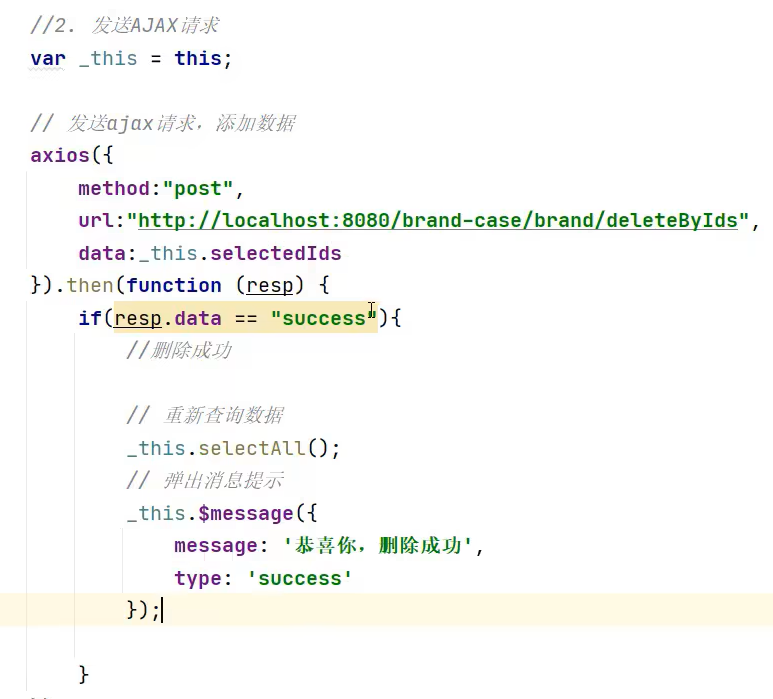 //2. 发送AJAX请求
var _this = this;
// 发送ajax请求，添加数据
axios({
method:"post",
url:"http://localhost:8080/brand-case/brand/deleteByIds",
data:_this.selectedIds
}).then(function (resp) {
if(resp.data == "success"){
//删除成功
// 重新查询数据
_this.selectAll();
// 弹出消息提示
_this.$message({
message: '恭喜你，删除成功',
type: 'success'
});
}